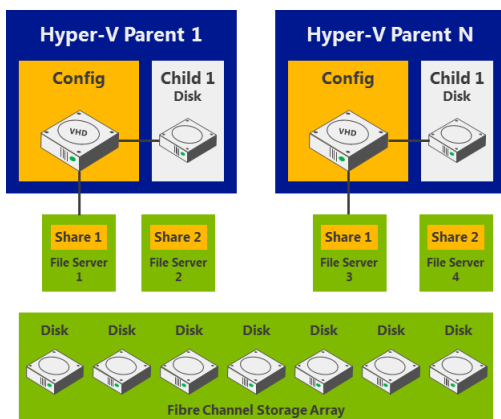 Hyper-V Parent 1
Config
VHD
Child 1
Disk
Hyper-V Parent N
Config
VHD
Child 1
Disk
Share 1
File Server
1
Share 2
File Server
2
Share 1
File Server
3
Share 2
File Server
4
Disk Disk Disk Disk Disk Disk Disk
Fibre Channel Storage Array